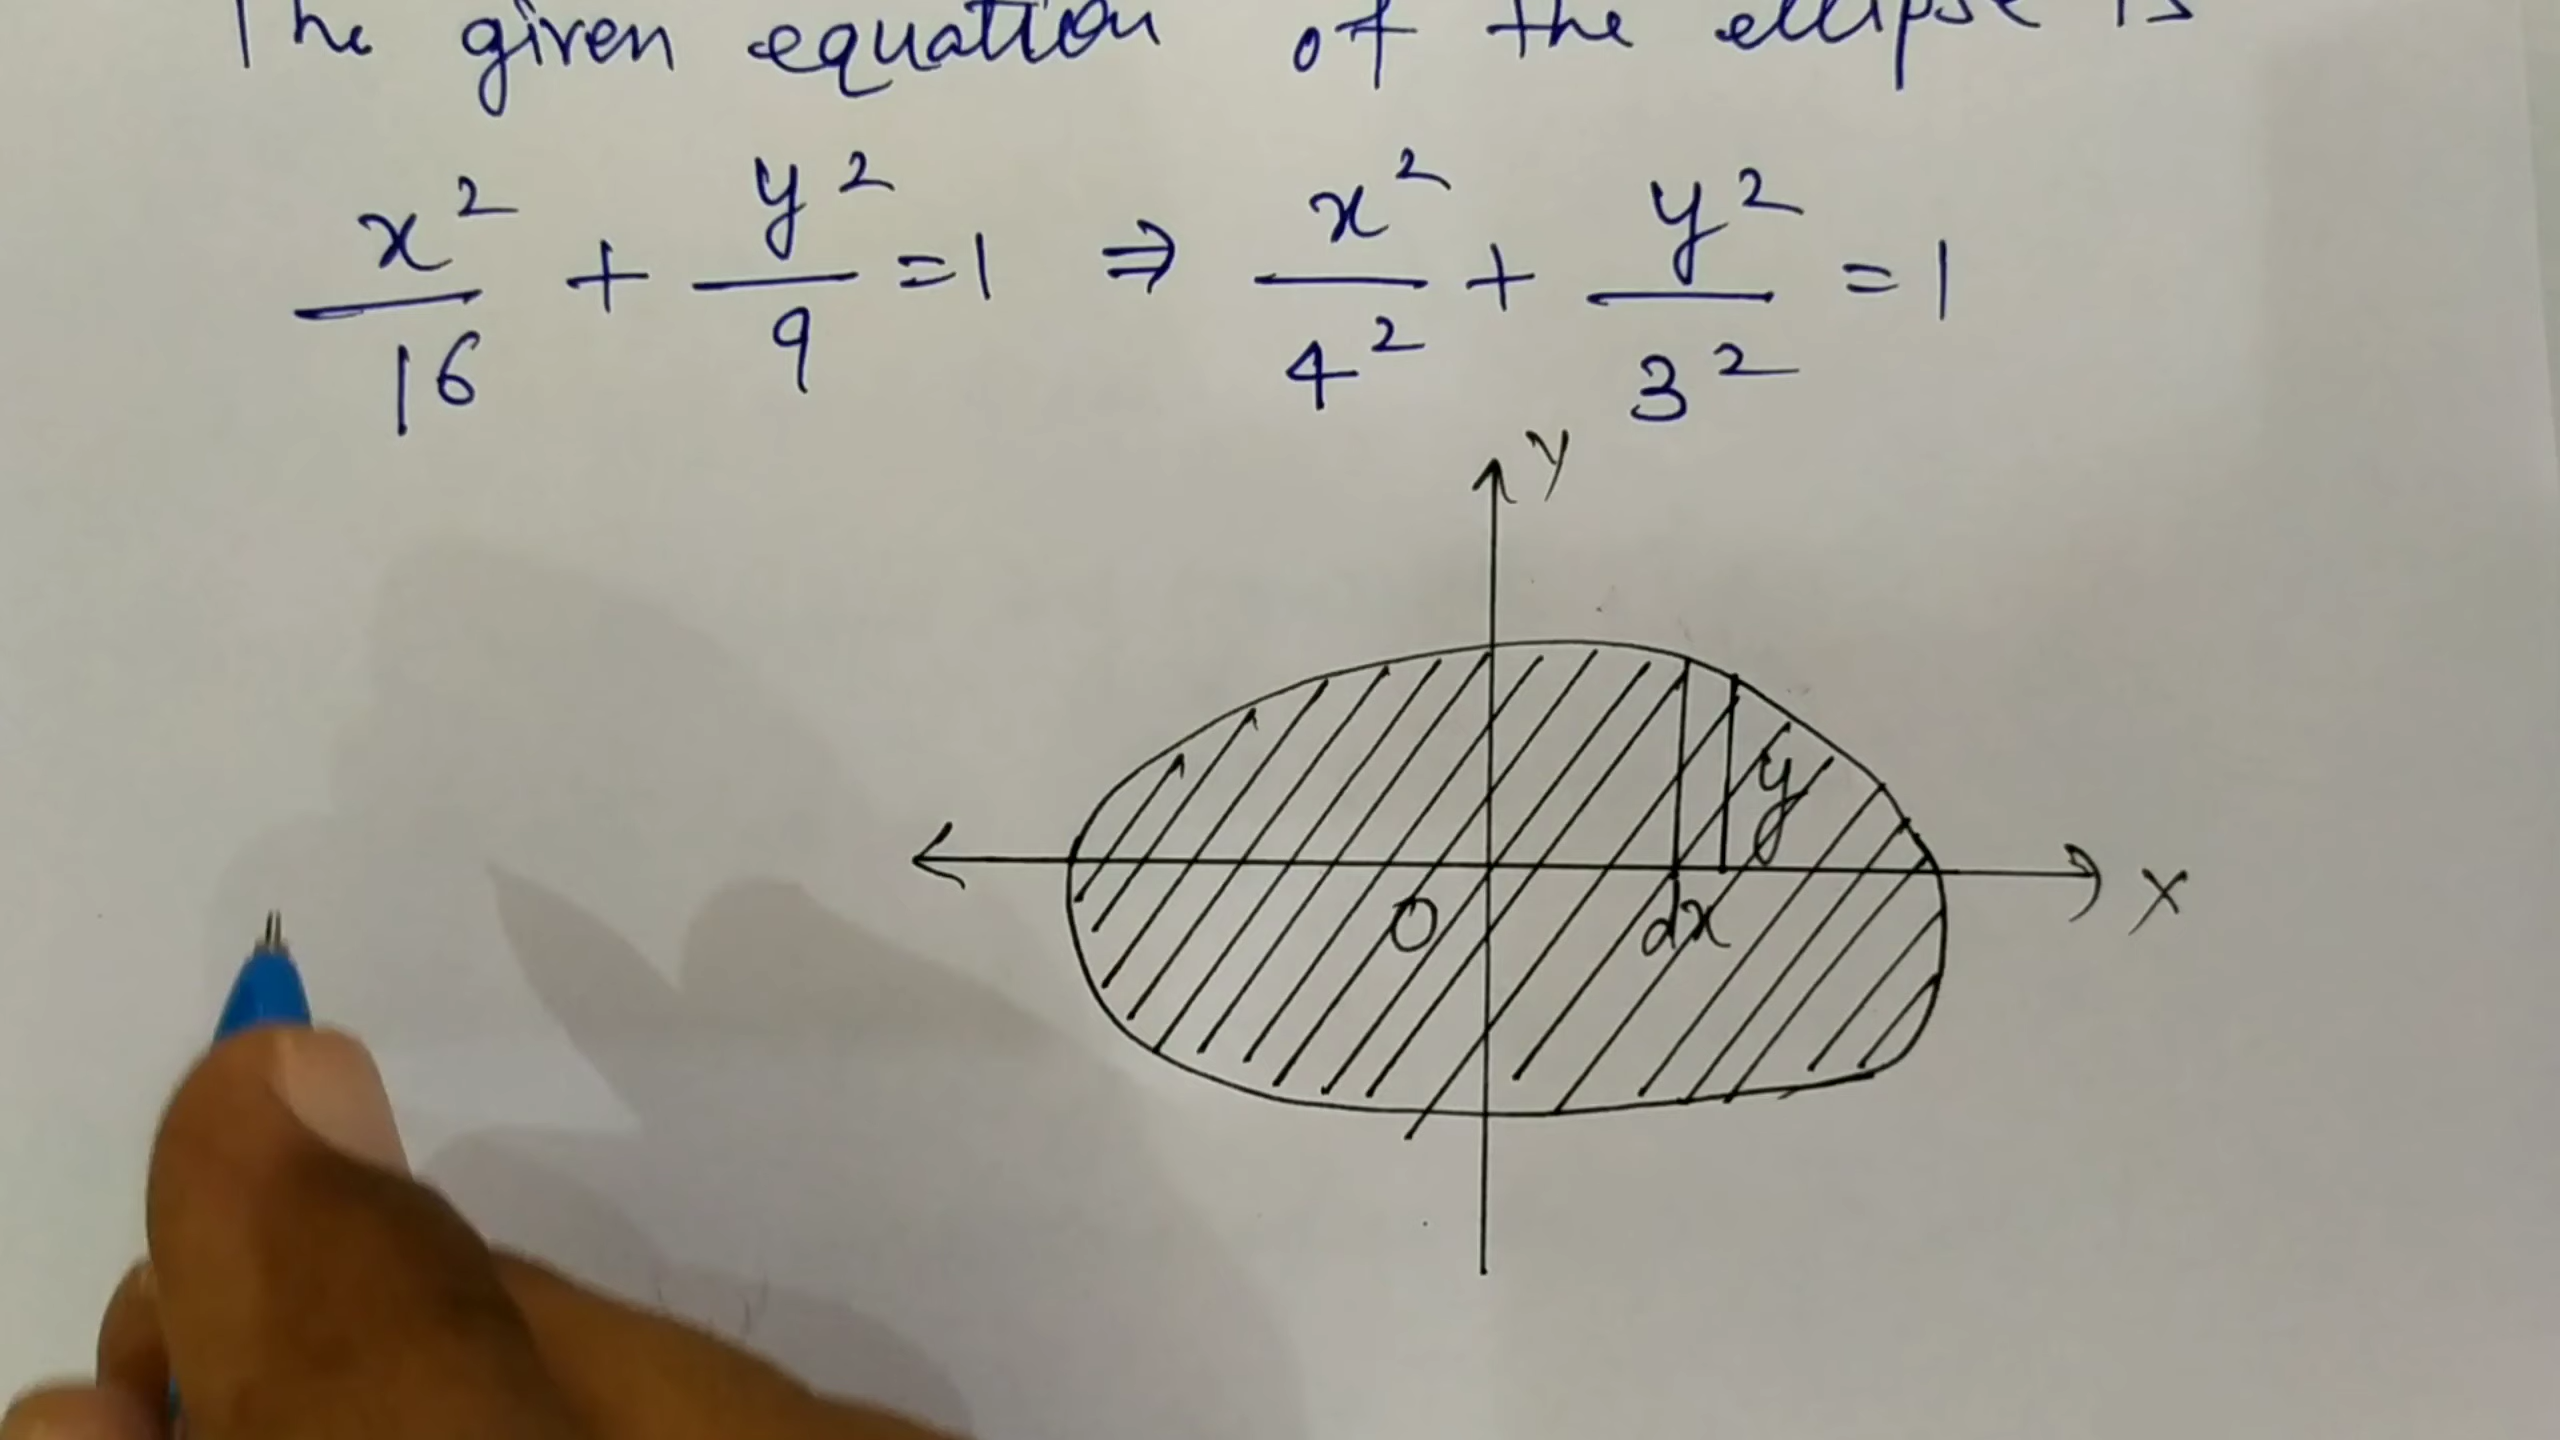 The given equation of the ellipse is
x²/16 + y²/9 = 1 ⇒ x²/4² + y²/3² = 1
y
y
O dx x